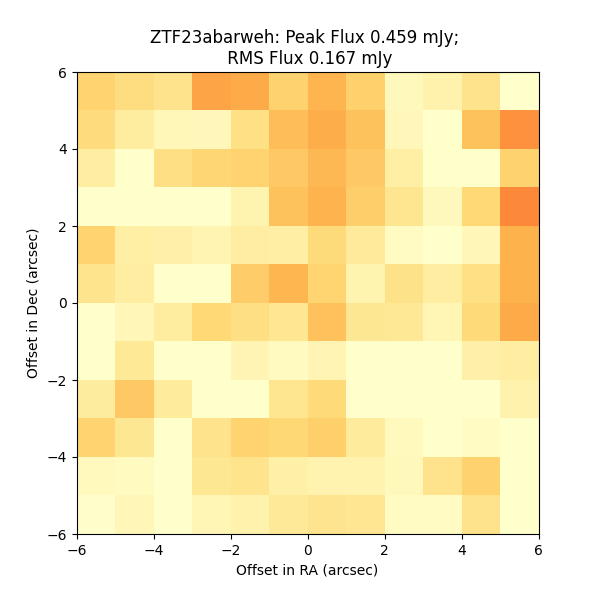 ZTF23abarweh: Peak Flux 0.459 mJy;
RMS Flux 0.167 mJy
6
4
2
0
−2
−4
−6
Offset in Dec (arcsec)
−6 −4 −2 0 2 4 6
Offset in RA (arcsec)